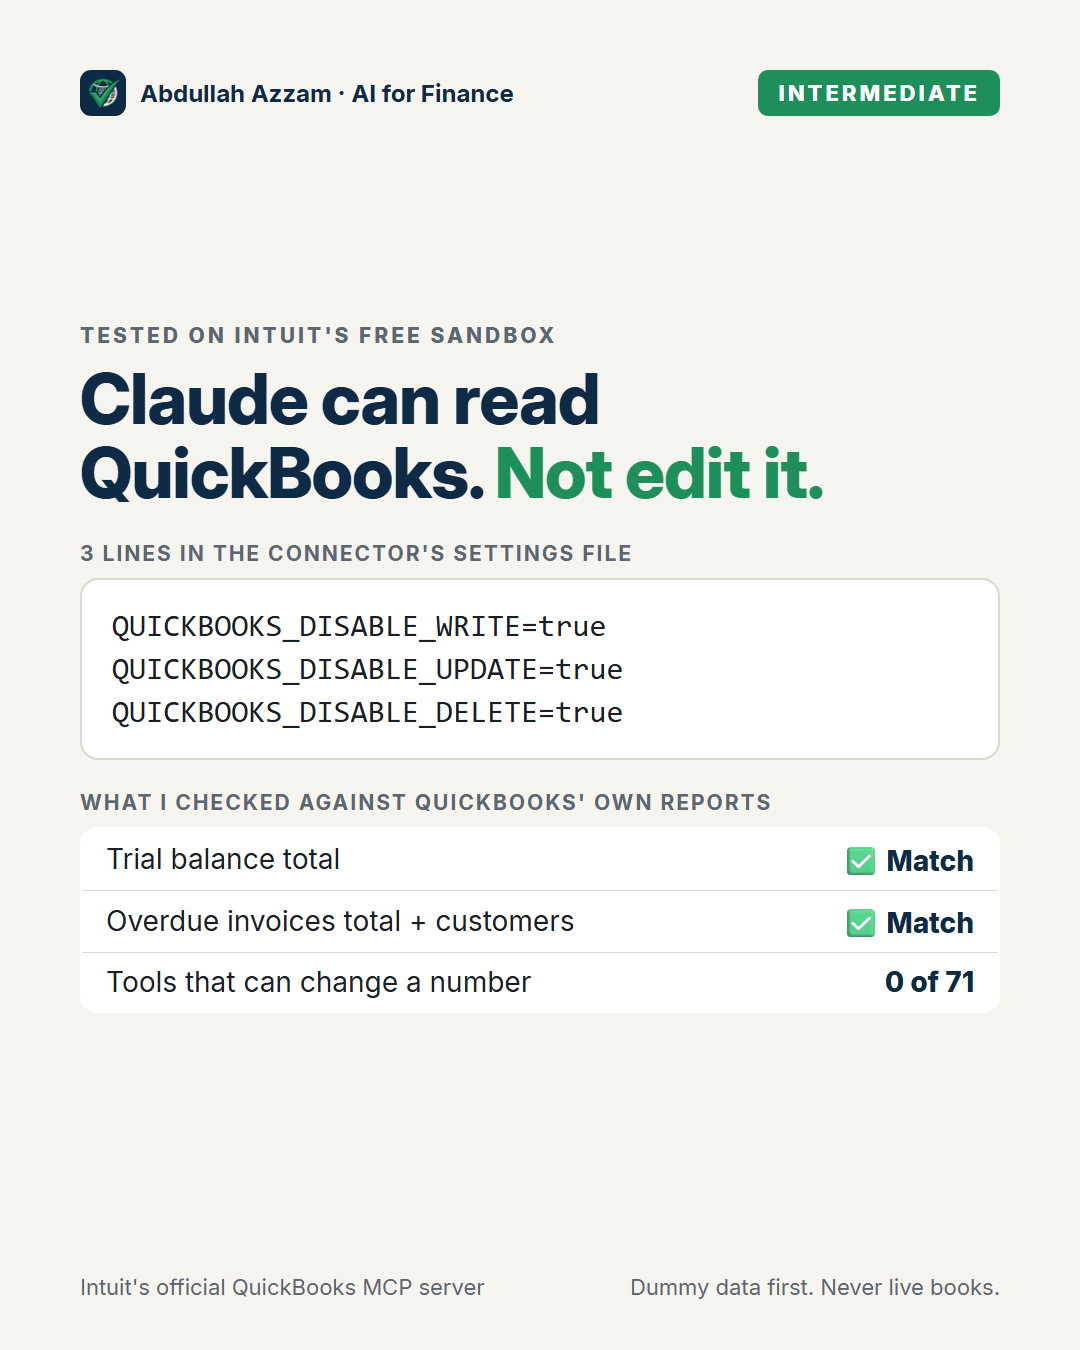 Abdullah Azzam · AI for Finance
INTERMEDIATE
TESTED ON INTUIT'S FREE SANDBOX
Claude can read
QuickBooks. Not edit it.
3 LINES IN THE CONNECTOR'S SETTINGS FILE
QUICKBOOKS_DISABLE_WRITE=true
QUICKBOOKS_DISABLE_UPDATE=true
QUICKBOOKS_DISABLE_DELETE=true
WHAT I CHECKED AGAINST QUICKBOOKS' OWN REPORTS
Trial balance total ✅ Match
Overdue invoices total + customers ✅ Match
Tools that can change a number 0 of 71
Intuit's official QuickBooks MCP server
Dummy data first. Never live books.